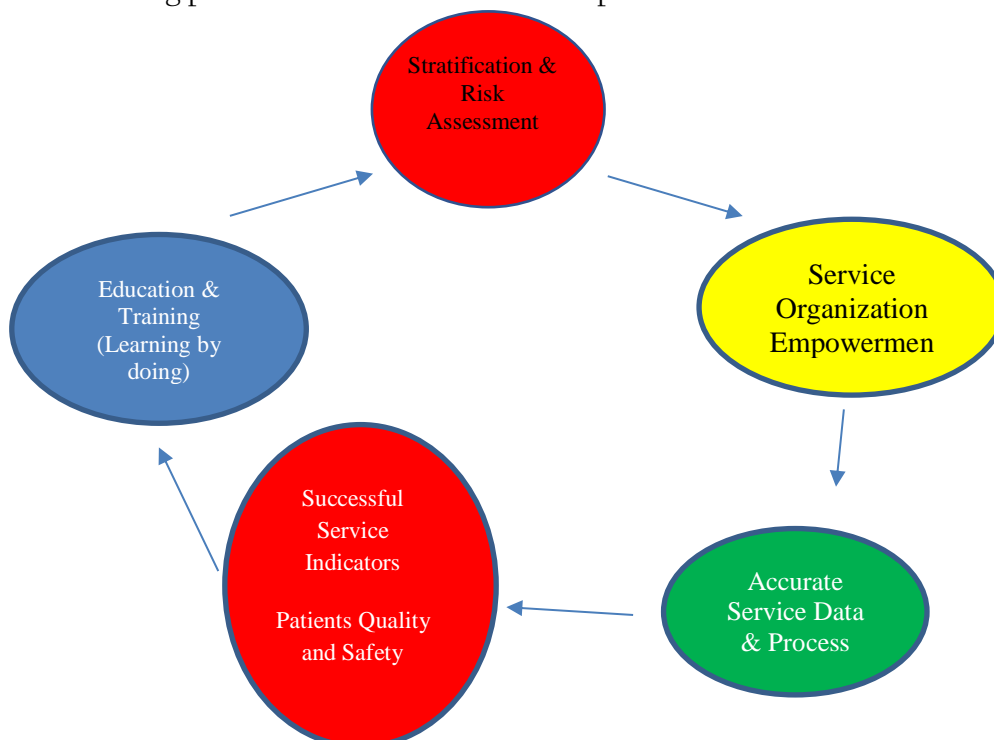 Stratification &
Risk
Assessment
Service
Organization
Empowermen
Education &
Training
(Learning by
doing)
Successful
Service
Indicators
Patients Quality
and Safety
Accurate
Service Data
& Process